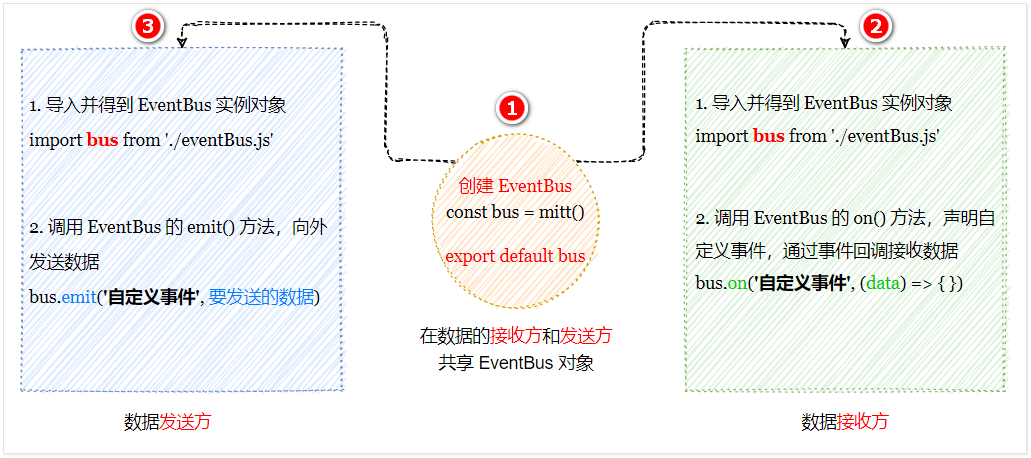 3
1. 导入并得到 EventBus 实例对象
import bus from './eventBus.js'
2. 调用 EventBus 的 emit() 方法，向外
发送数据
bus.emit('自定义事件', 要发送的数据)
数据发送方
1
创建 EventBus
const bus = mitt()
export default bus
在数据的接收方和发送方
共享 EventBus 对象
2
1. 导入并得到 EventBus 实例对象
import bus from './eventBus.js'
2. 调用 EventBus 的 on() 方法，声明自
定义事件，通过事件回调接收数据
bus.on('自定义事件', (data) => { })
数据接收方